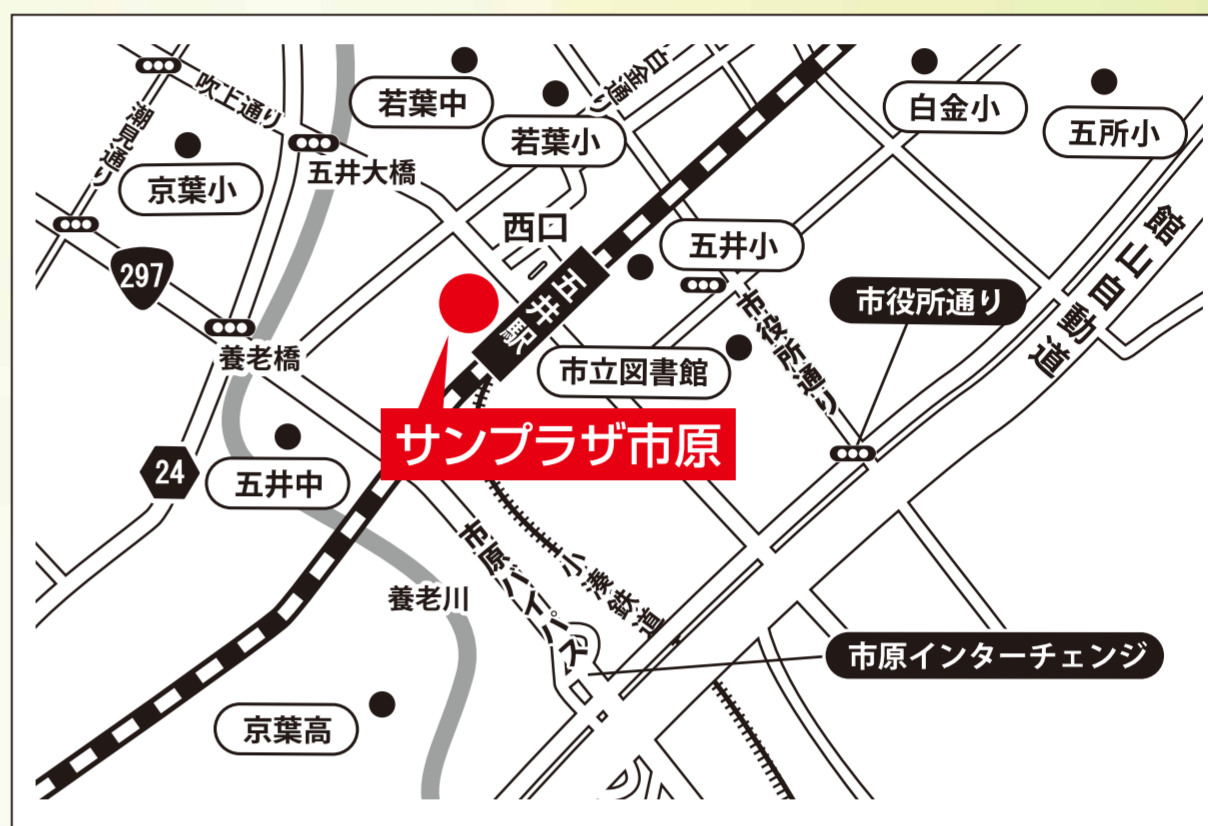 若葉中
白金通り
白金小
五所小
吹上通り
若葉小
潮見通り
五井大橋
京葉小
西口
五井小
館山自動道
297
五井駅
市役所通り
市役所通り
養老橋
市立図書館
サンプラザ市原
24
五井中
市原バイパス
小湊鉄道
養老川
市原インターチェンジ
京葉高